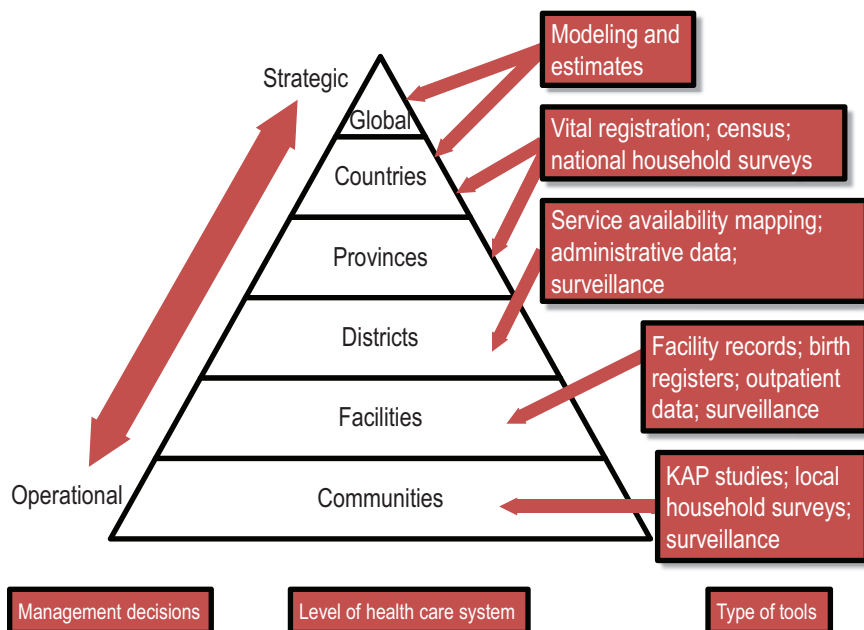 Modeling and
estimates
Strategic
Global
Vital registration; census;
national household surveys
Countries
Service availability mapping;
administrative data;
surveillance
Provinces
Districts
Facility records; birth
registers; outpatient
data; surveillance
Facilities
KAP studies; local
household surveys;
surveillance
Operational
Communities
Management decisions
Level of health care system
Type of tools